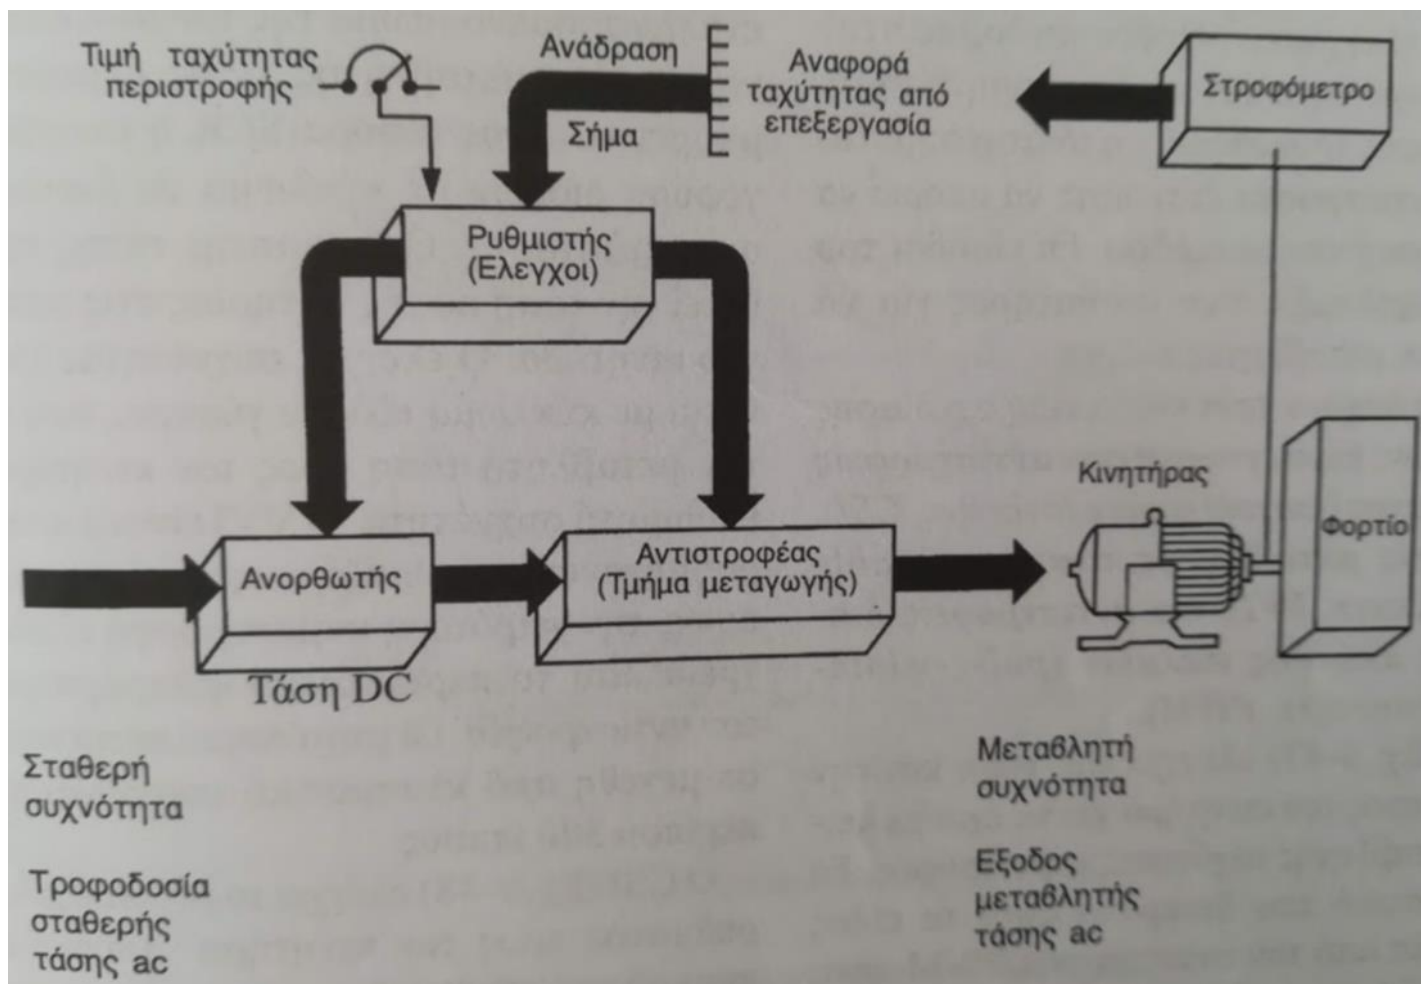 Τιμή ταχύτητας
περιστροφής
Ανάδραση
Σήμα
Αναφορά
ταχύτητας από
επεξεργασία
Στροφόμετρο
Ρυθμιστής
(Ελεγχοι)
Κινητήρας
Φορτίο
Ανορθωτής
Αντιστροφέας
(Τμήμα μεταγωγής)
Τάση DC
Σταθερή
συχνότητα
Μεταβλητή
συχνότητα
Τροφοδοσία
σταθερής
τάσης ac
Εξοδος
μεταβλητής
τάσης ac